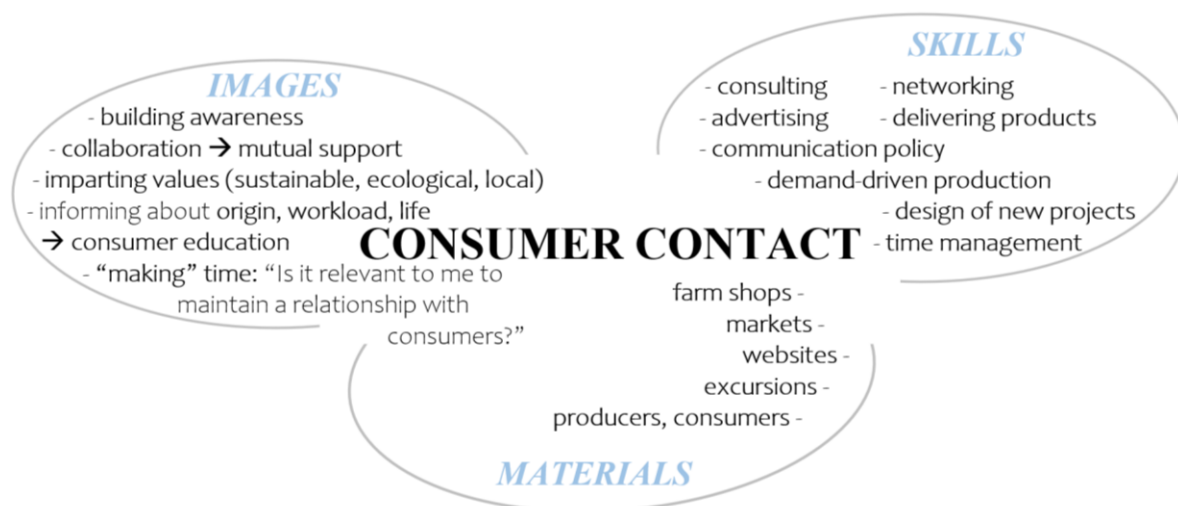 IMAGES
- building awareness
- collaboration → mutual support
- imparting values (sustainable, ecological, local)
- informing about origin, workload, life
→ consumer education
- “making” time: “Is it relevant to me to
maintain a relationship with
consumers?”
SKILLS
- consulting - networking
- advertising - delivering products
- communication policy
- demand-driven production
- design of new projects
- time management
CONSUMER CONTACT
farm shops -
markets -
websites -
excursions -
producers, consumers -
MATERIALS